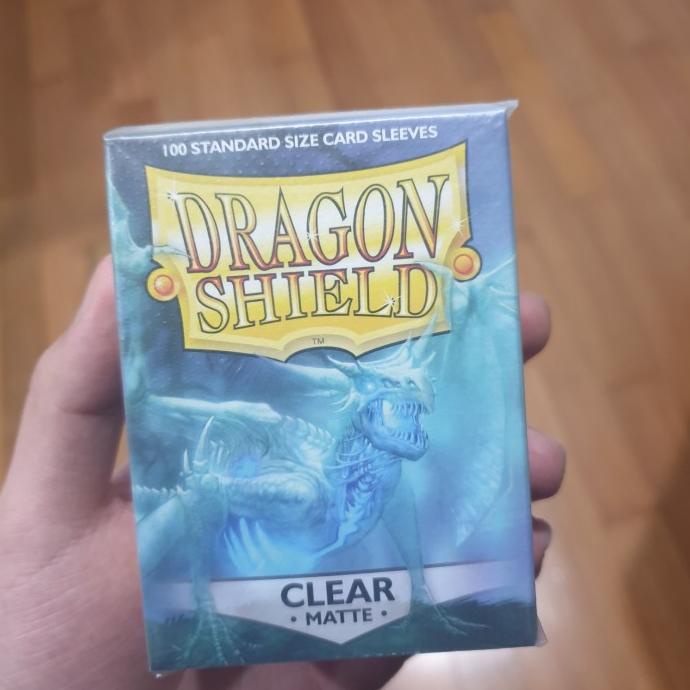 100 STANDARD SIZE CARD SLEEVES
DRAGON
SHIELD
™
CLEAR
• MATTE •